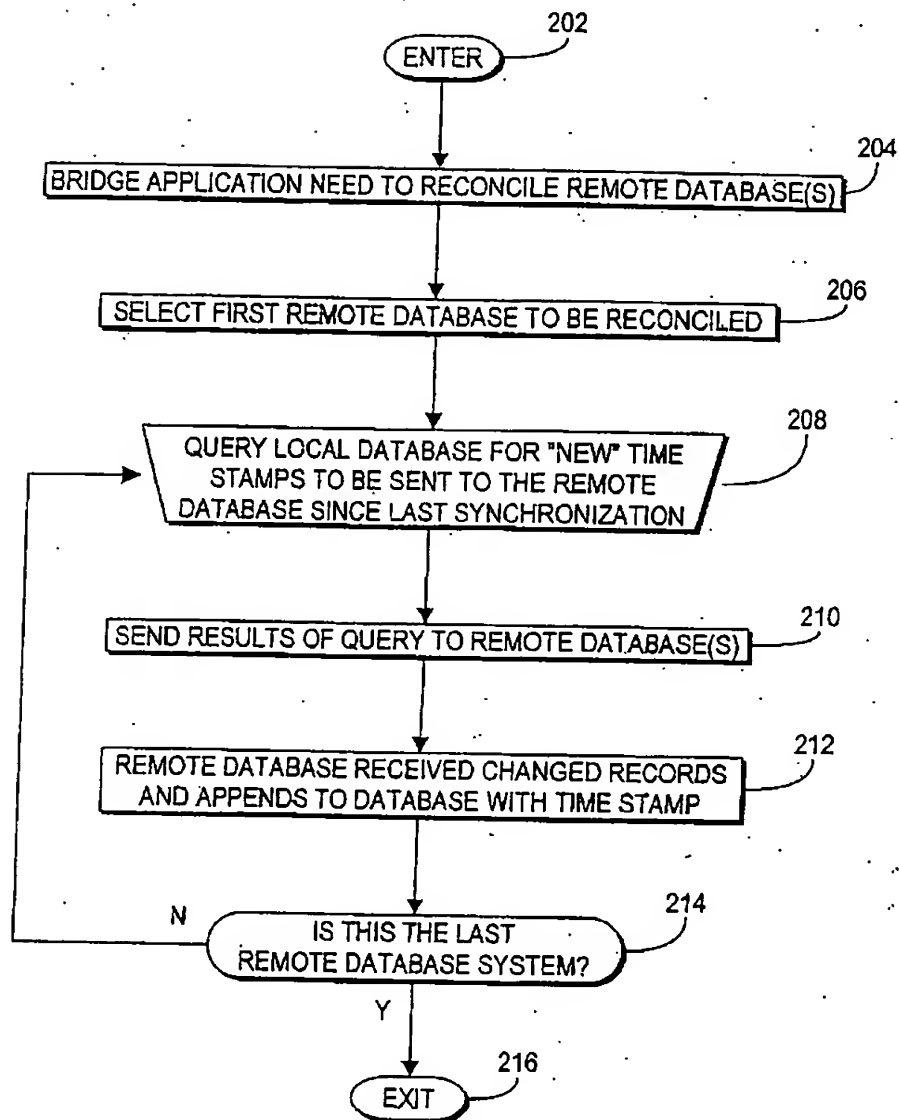 202
ENTER
204
BRIDGE APPLICATION NEED TO RECONCILE REMOTE DATABASE(S)
206
SELECT FIRST REMOTE DATABASE TO BE RECONCILED
208
QUERY LOCAL DATABASE FOR "NEW" TIME
STAMPS TO BE SENT TO THE REMOTE
DATABASE SINCE LAST SYNCHRONIZATION
210
SEND RESULTS OF QUERY TO REMOTE DATABASE(S)
212
REMOTE DATABASE RECEIVED CHANGED RECORDS
AND APPENDS TO DATABASE WITH TIME STAMP
214
N
IS THIS THE LAST
REMOTE DATABASE SYSTEM?
Y
216
EXIT